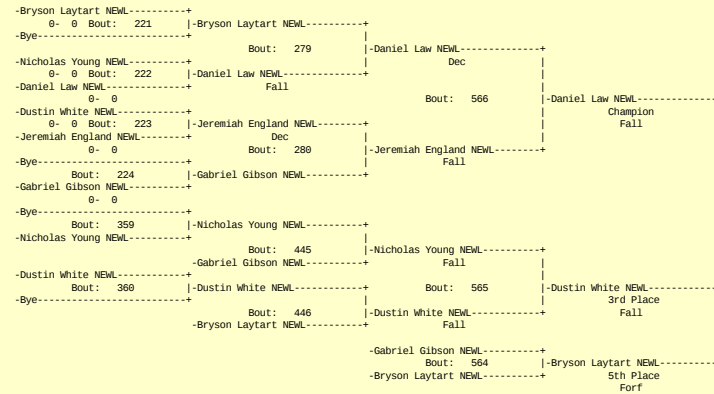 -Bryson Laytart NEWL----------+
0- 0 Bout: 221 |-Bryson Laytart NEWL----------+
-Bye--------------------------+ |
Bout: 279 |-Daniel Law NEWL--------------+
-Nicholas Young NEWL----------+ | Dec |
0- 0 Bout: 222 |-Daniel Law NEWL--------------+ |
-Daniel Law NEWL--------------+ Fall |
0- 0 Bout: 566 |-Daniel Law NEWL--------------
-Dustin White NEWL------------+ | Champion
0- 0 Bout: 223 |-Jeremiah England NEWL--------+ | Fall
-Jeremiah England NEWL--------+ Dec | |
0- 0 Bout: 280 |-Jeremiah England NEWL--------+
-Bye--------------------------+ | Fall
Bout: 224 |-Gabriel Gibson NEWL----------+
-Gabriel Gibson NEWL----------+
0- 0
-Bye--------------------------+
Bout: 359 |-Nicholas Young NEWL----------+
-Nicholas Young NEWL----------+ |
Bout: 445 |-Nicholas Young NEWL----------+
-Gabriel Gibson NEWL----------+ Fall |
-Dustin White NEWL------------+ |
Bout: 360 |-Dustin White NEWL------------+ Bout: 565 |-Dustin White NEWL------------
-Bye--------------------------+ | | 3rd Place
Bout: 446 |-Dustin White NEWL------------+ Fall
-Bryson Laytart NEWL----------+ Fall
-Gabriel Gibson NEWL----------+
Bout: 564 |-Bryson Laytart NEWL----------
-Bryson Laytart NEWL----------+ 5th Place
Forf